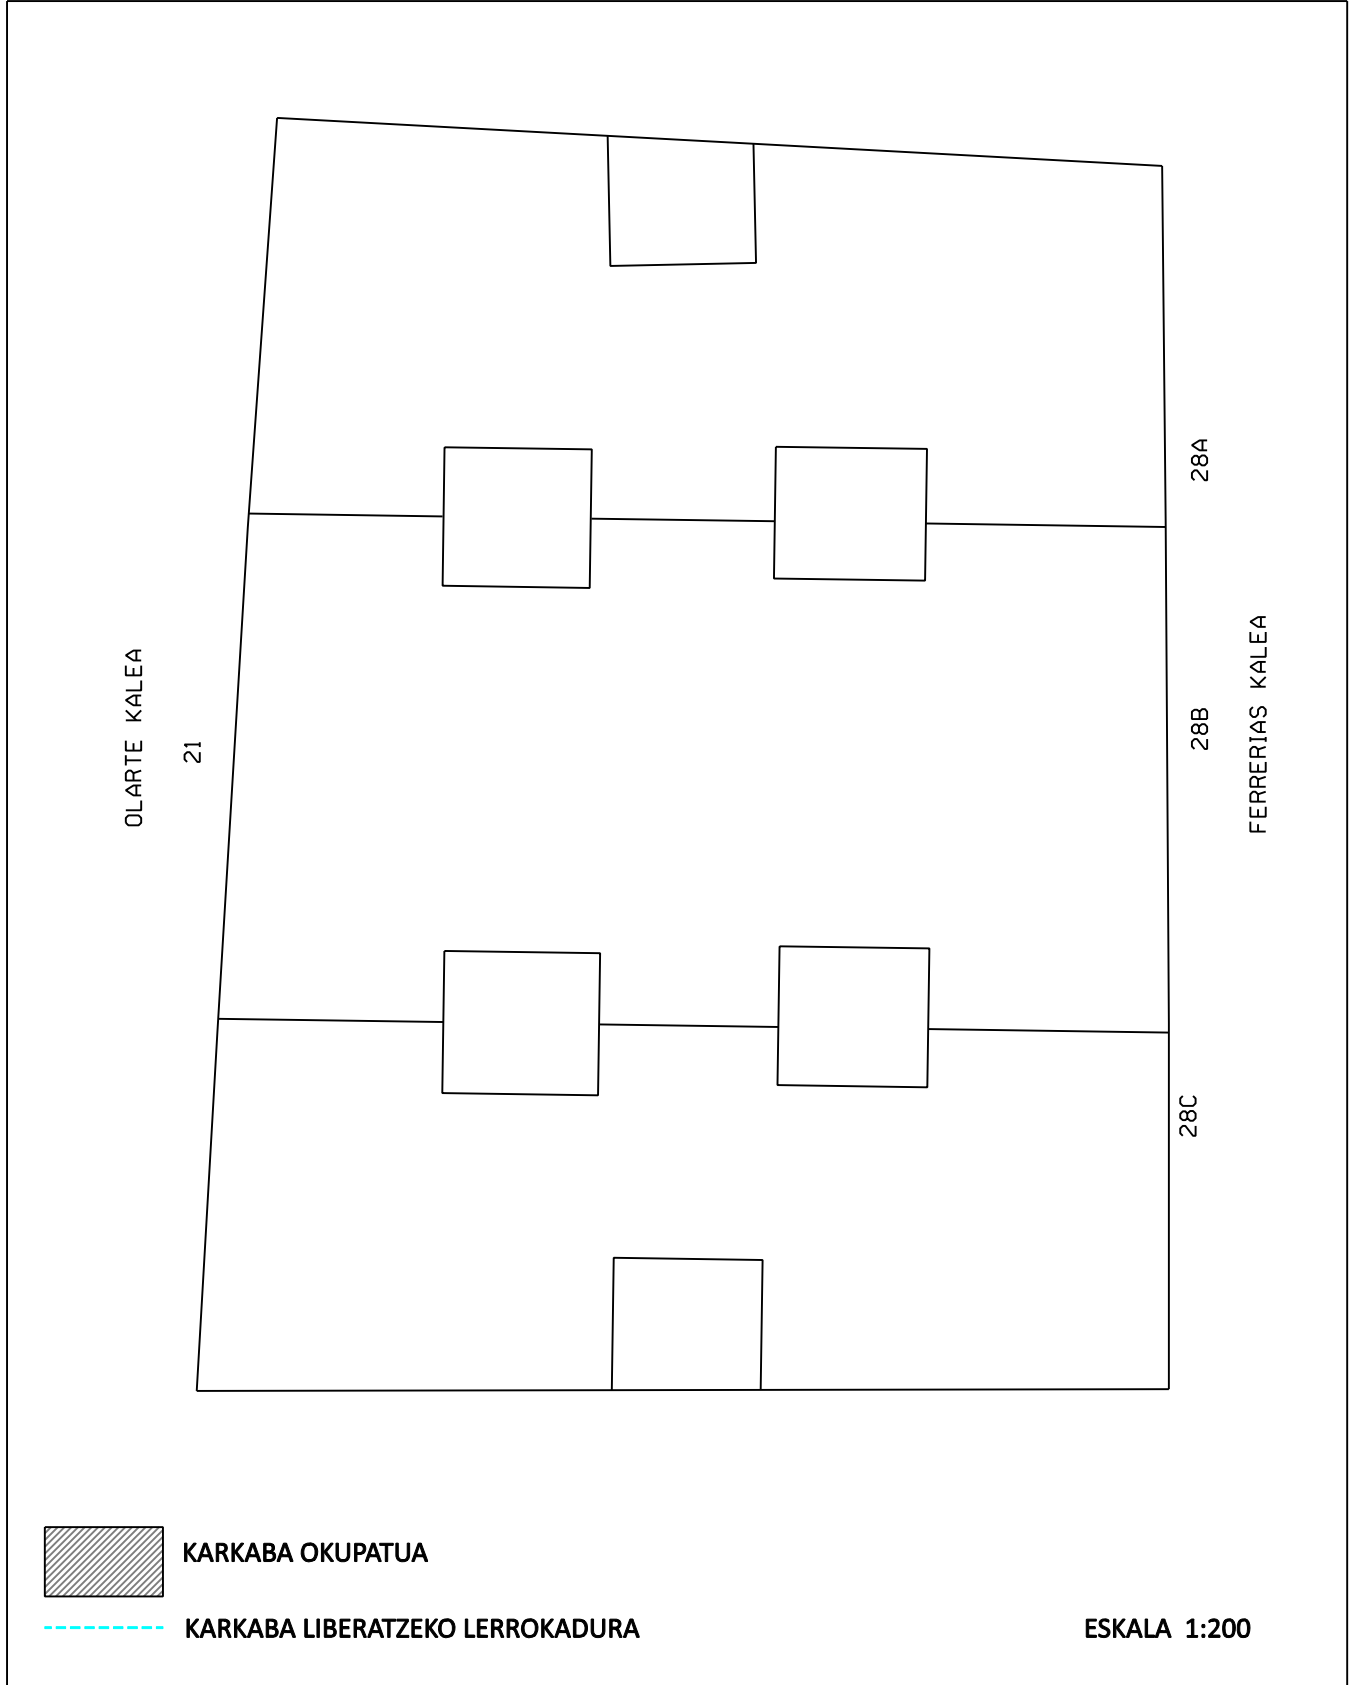 OLARTE KALEA
21
28A
28B
28C
FERRERIAS KALEA
KARKABA OKUPATUA
KARKABA LIBERATZEKO LERROKADURA
ESKALA 1:200